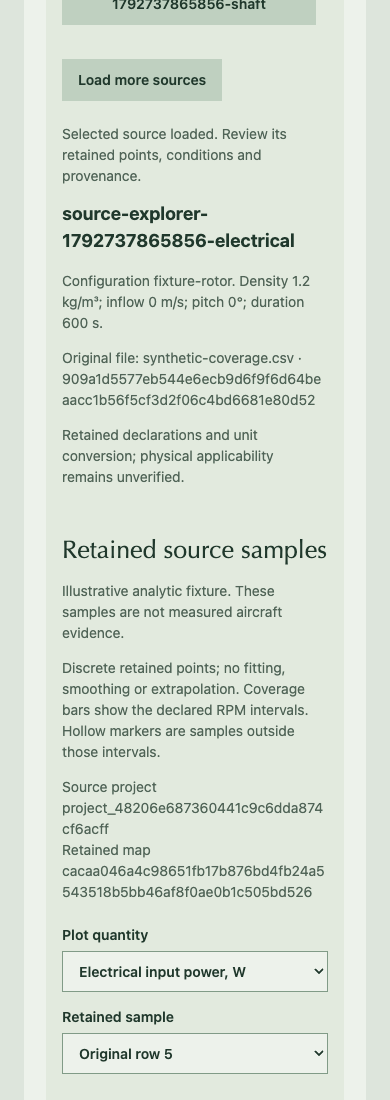 1792737865856-shaft
Load more sources
Selected source loaded. Review its
retained points, conditions and
provenance.
source-explorer-
1792737865856-electrical
Configuration fixture-rotor. Density 1.2
kg/m³; inflow 0 m/s; pitch 0°; duration
600 s.
Original file: synthetic-coverage.csv ·
909a1d5577eb544e6ecb9d6f9f6d64be
aacc1b56f5cf3d2f06c4bd6681e80d52
Retained declarations and unit
conversion; physical applicability
remains unverified.
Retained source samples
Illustrative analytic fixture. These
samples are not measured aircraft
evidence.
Discrete retained points; no fitting,
smoothing or extrapolation. Coverage
bars show the declared RPM intervals.
Hollow markers are samples outside
those intervals.
Source project
project_48206e687360441c9c6dda874
cf6acff
Retained map
cacaa046a4c98651fb17b876bd4fb24a5
543518b5bb46af8f0ae0b1c505bd526
Plot quantity
Electrical input power, W
Retained sample
Original row 5